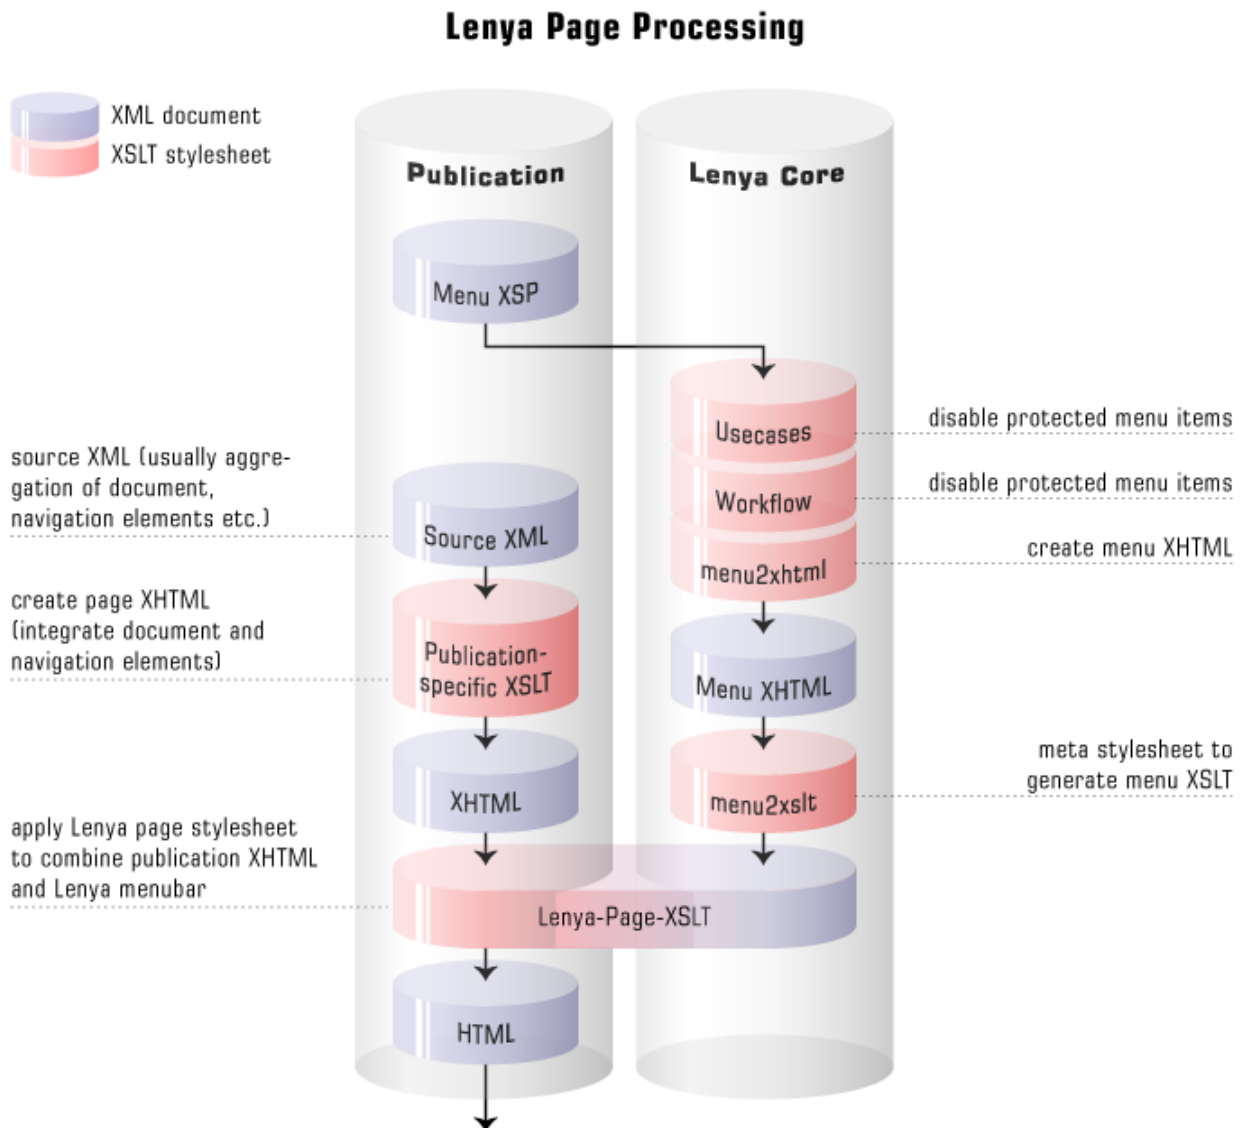 Lenya Page Processing
XML document
XSLT stylesheet
Publication
Lenya Core
Menu XSP
Usecases
disable protected menu items
Workflow
disable protected menu items
menu2xhtml
create menu XHTML
source XML (usually aggre-
gation of document,
navigation elements etc.)
Source XML
create page XHTML
(integrate document and
navigation elements)
Publication-
specific XSLT
Menu XHTML
XHTML
menu2xslt
meta stylesheet to
generate menu XSLT
apply Lenya page stylesheet
to combine publication XHTML
and Lenya menubar
Lenya-Page-XSLT
HTML